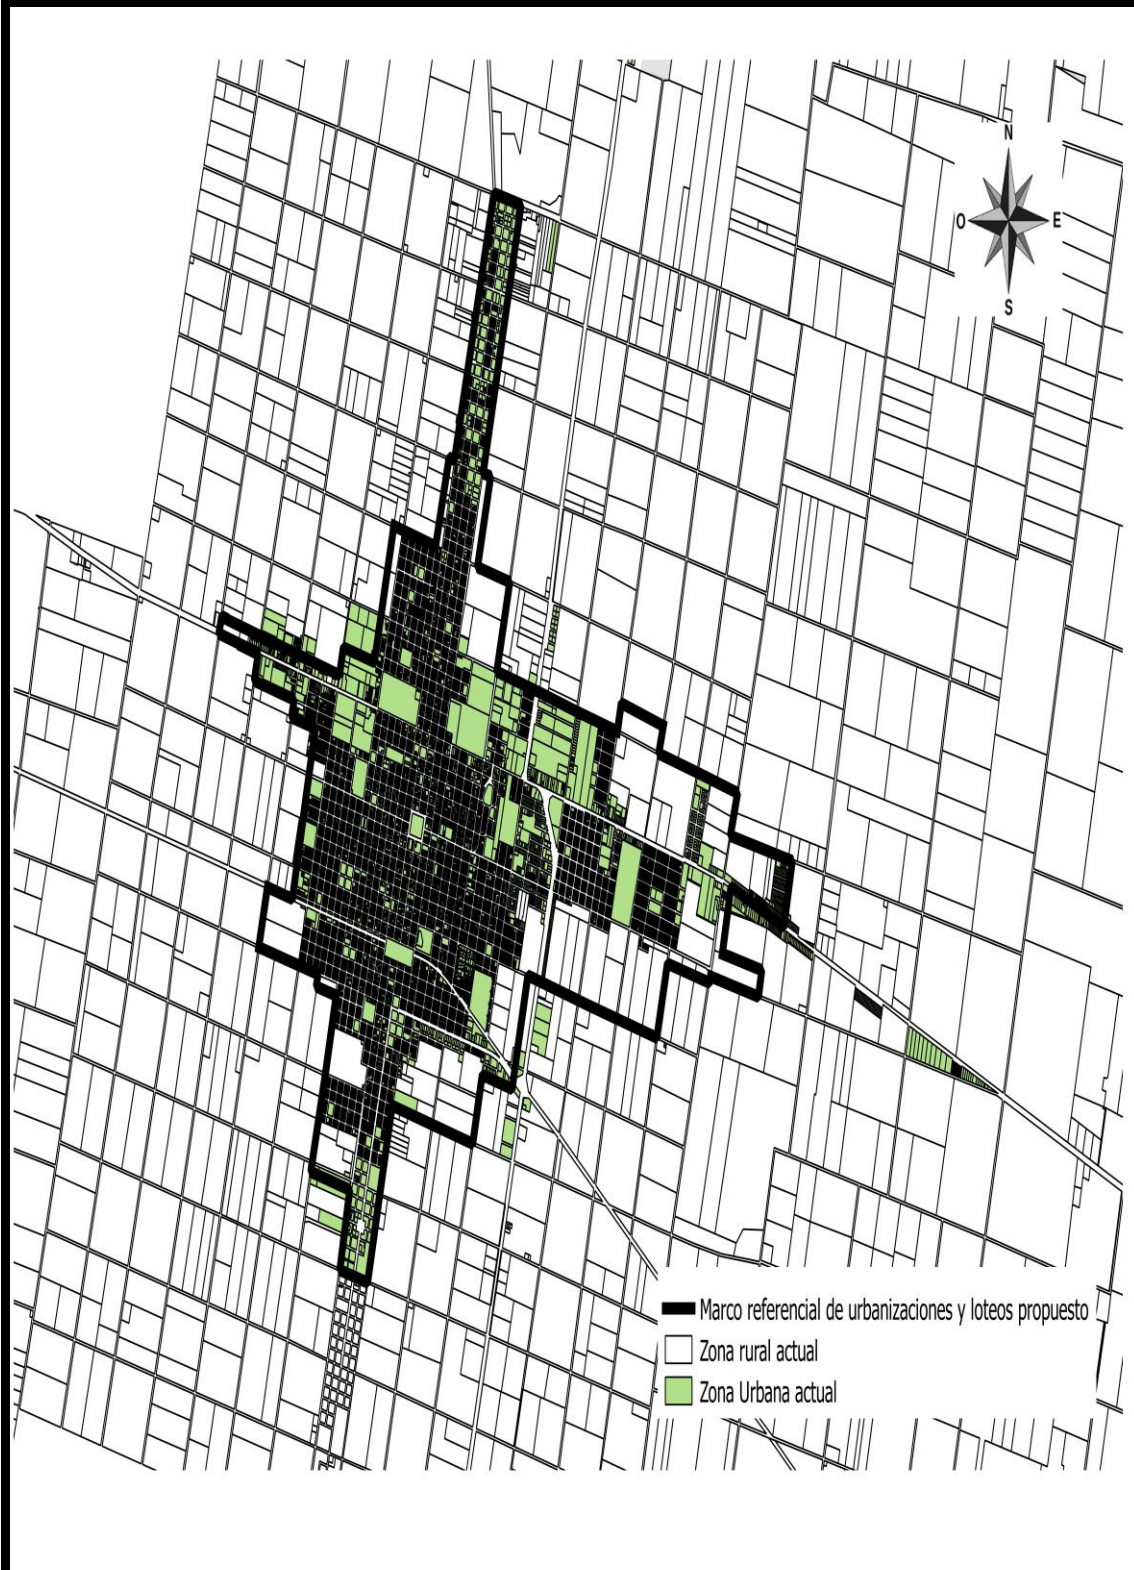 N
O
E
S
Marco referencial de urbanizaciones y loteos propuesto
Zona rural actual
Zona Urbana actual